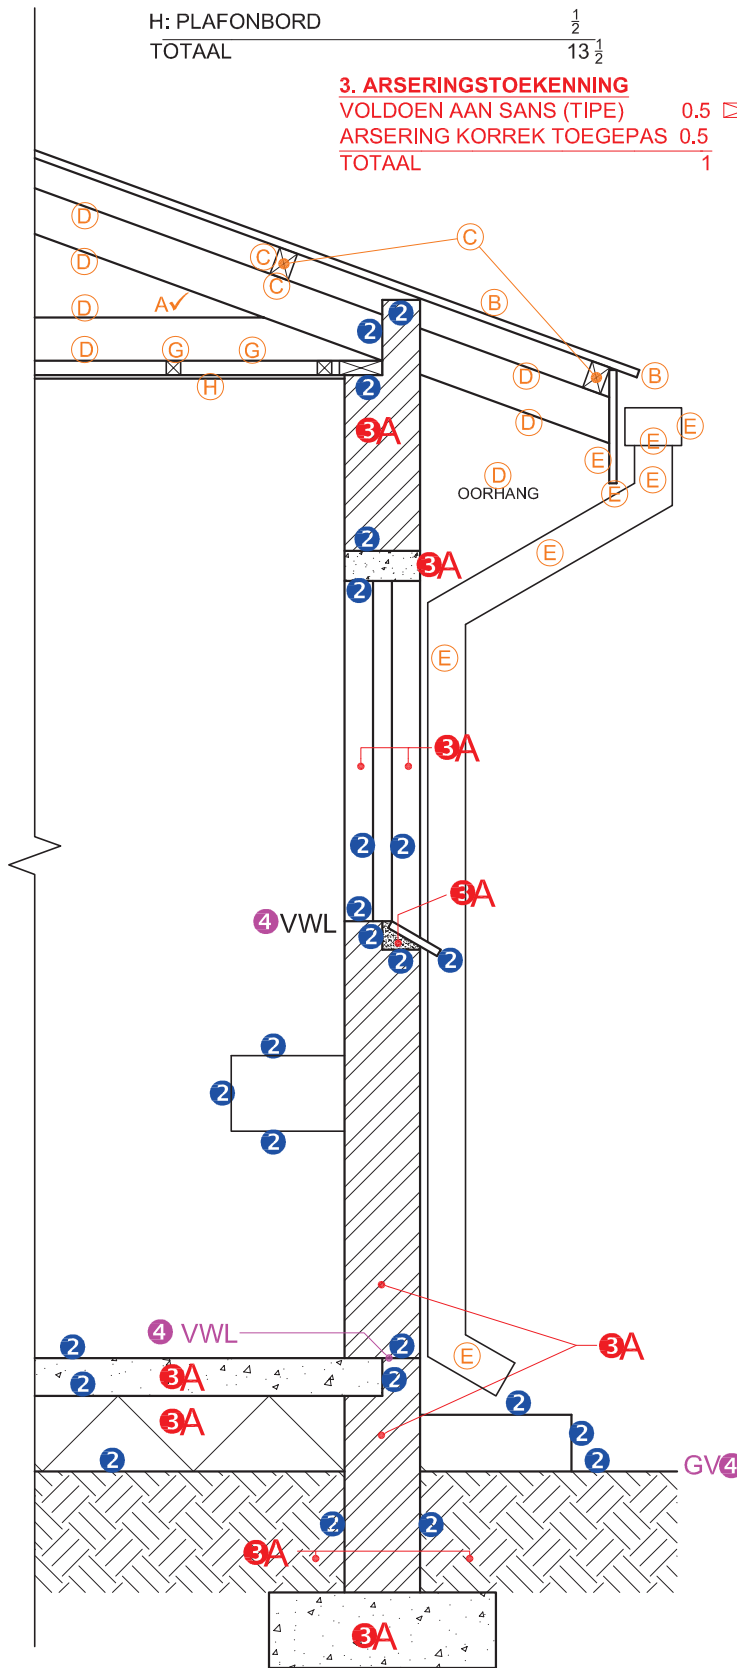 H: PLAFONBORD 1/2
TOTAAL 13 1/2
3. ARSERINGSTOEKENNING
VOLDOEN AAN SANS (TIPE) 0.5
ARSERING KORREK TOEGEPAS 0.5
TOTAAL 1
D
C
C
D
C
B
A✓
D
2
2
D
G
G
D
B
H
2
3A
D
E
E
E
D
E
E
OORHANG
2
3A
E
2
E
3A
2
2
3A
2
4 VWL
2
2
2
2
2
2
3A
4 VWL
2
2
E
3A
2
2
3A
2
3A
2
2
2
GV4
2
2
3A
3A